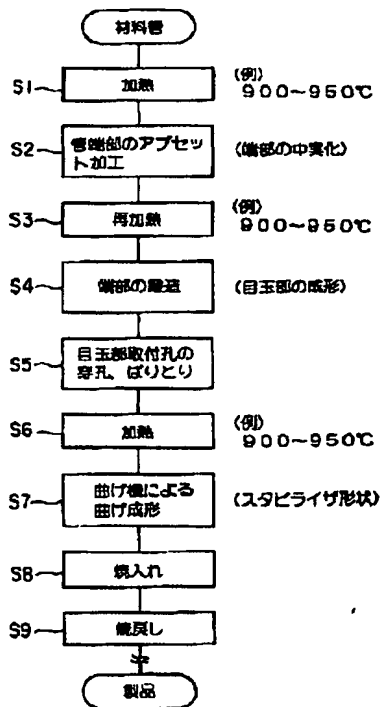 材料管
S1 加熱 (例)
900~950℃
S2 管端部のアプセッ
ト加工 (端部の中実化)
S3 再加熱 (例)
900~950℃
S4 端部の鍛造 (目玉部の成形)
S5 目玉部取付孔の
穿孔、ばりとり
S6 加熱 (例)
900~950℃
S7 曲げ機による
曲げ成形 (スタビライザ形状)
S8 焼入れ
S9 焼戻し
製品